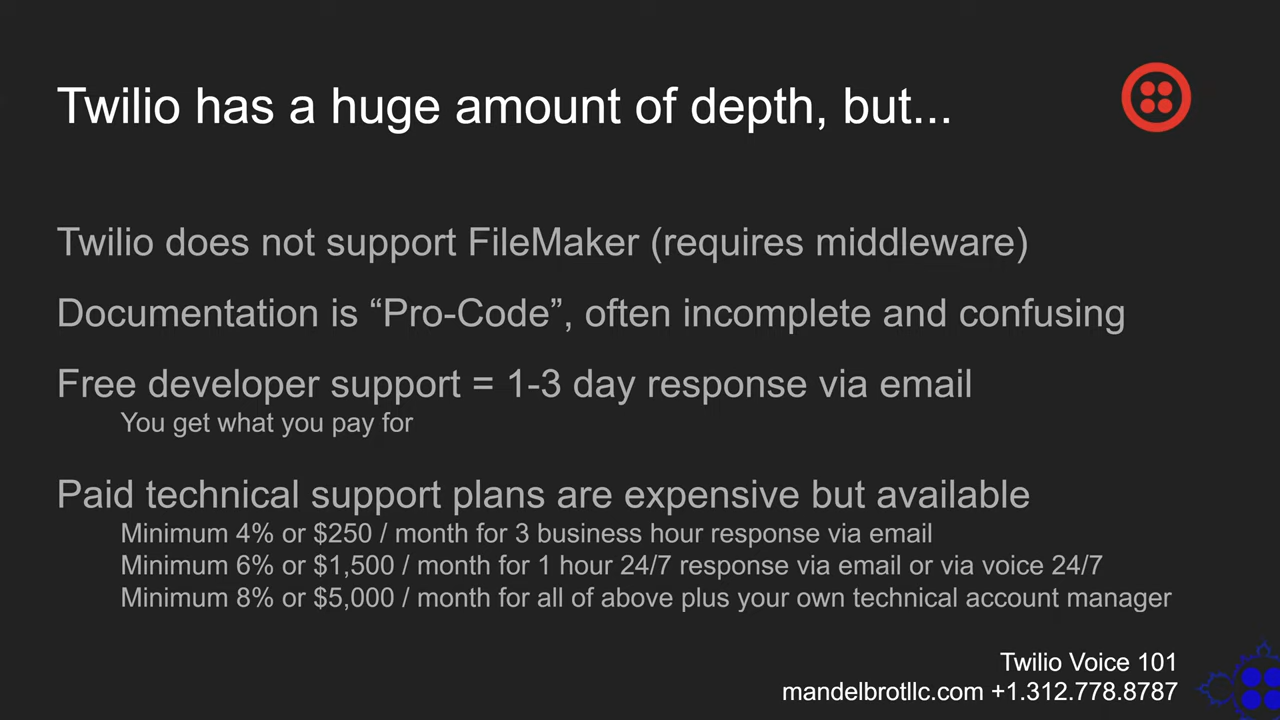 Twilio has a huge amount of depth, but...
Twilio does not support FileMaker (requires middleware)
Documentation is “Pro-Code”, often incomplete and confusing
Free developer support = 1-3 day response via email
You get what you pay for
Paid technical support plans are expensive but available
Minimum 4% or $250 / month for 3 business hour response via email
Minimum 6% or $1,500 / month for 1 hour 24/7 response via email or via voice 24/7
Minimum 8% or $5,000 / month for all of above plus your own technical account manager
Twilio Voice 101
mandelbrotllc.com +1.312.778.8787